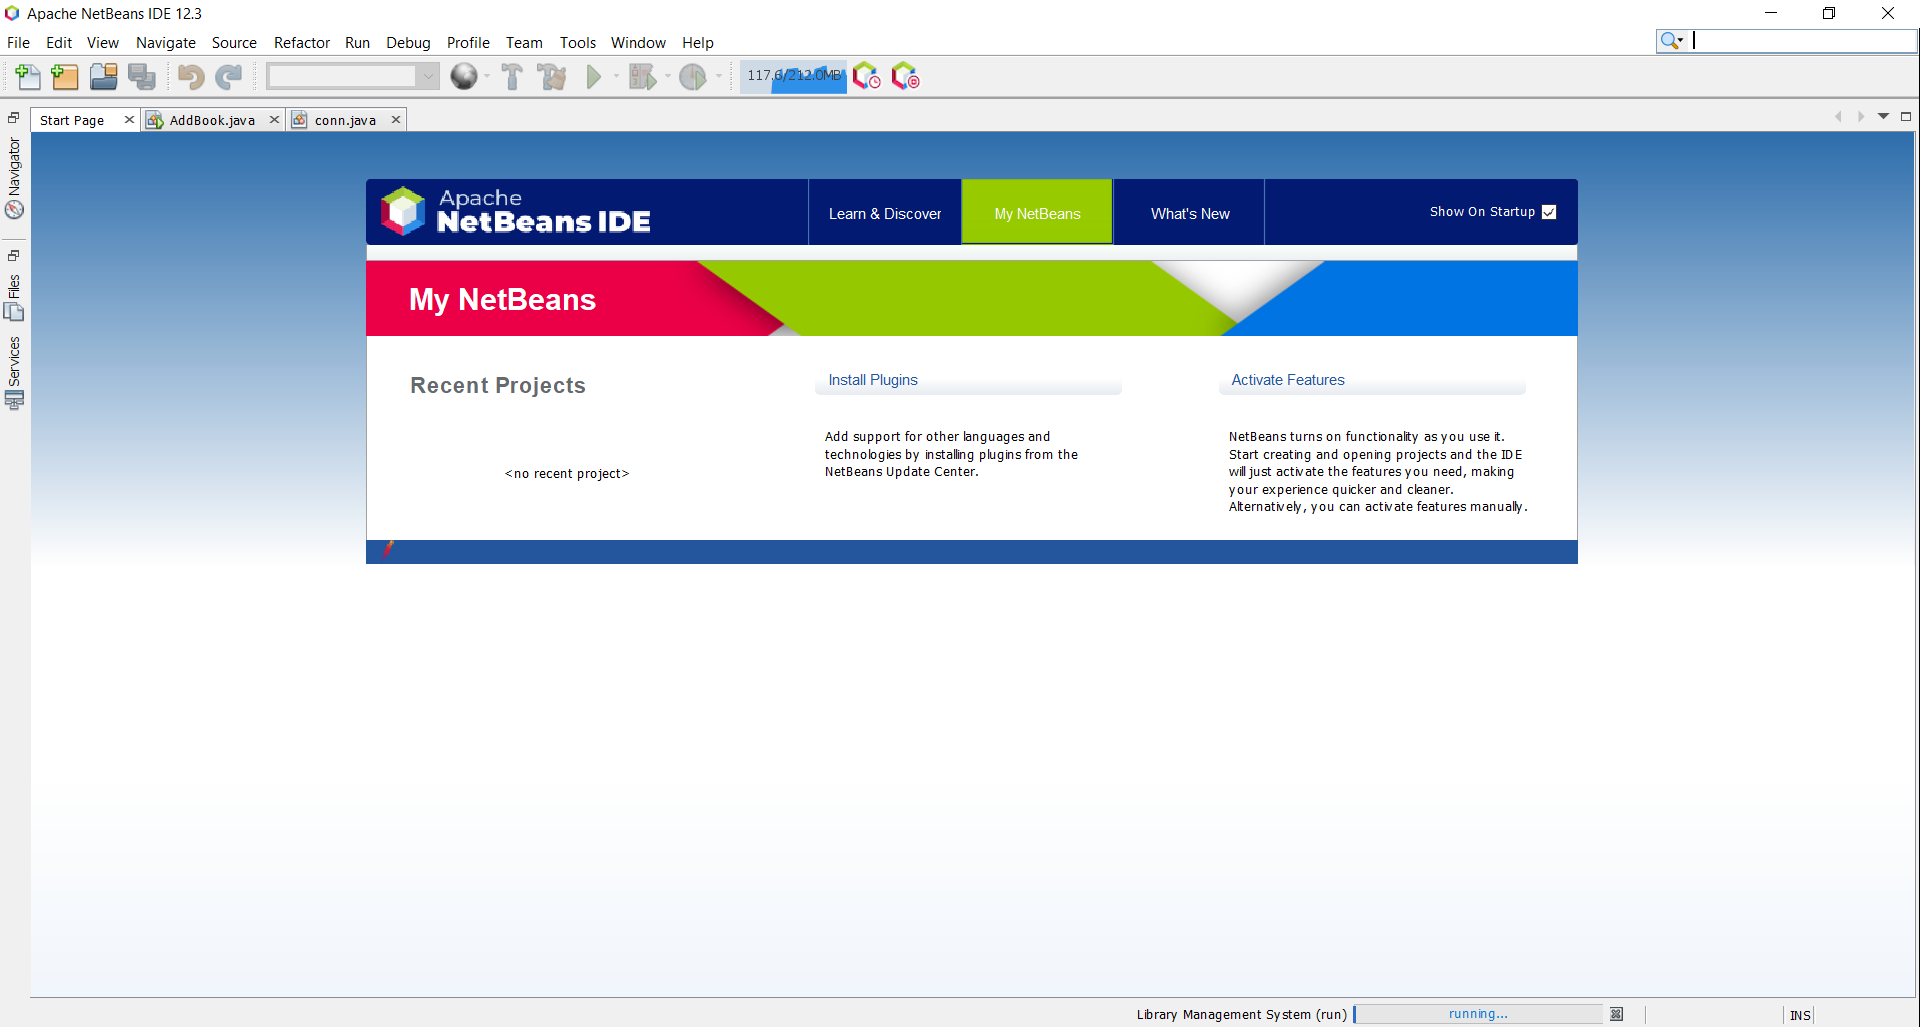 Apache NetBeans IDE 12.3
File Edit View Navigate Source Refactor Run Debug Profile Team Tools Window Help
117.6/212.0MB
Start Page AddBook.java conn.java
Navigator
Files
Services
Apache
NetBeans IDE
Learn & Discover My NetBeans What's New Show On Startup
My NetBeans
Recent Projects
<no recent project>
Install Plugins
Add support for other languages and
technologies by installing plugins from the
NetBeans Update Center.
Activate Features
NetBeans turns on functionality as you use it.
Start creating and opening projects and the IDE
will just activate the features you need, making
your experience quicker and cleaner.
Alternatively, you can activate features manually.
Library Management System (run) running... INS